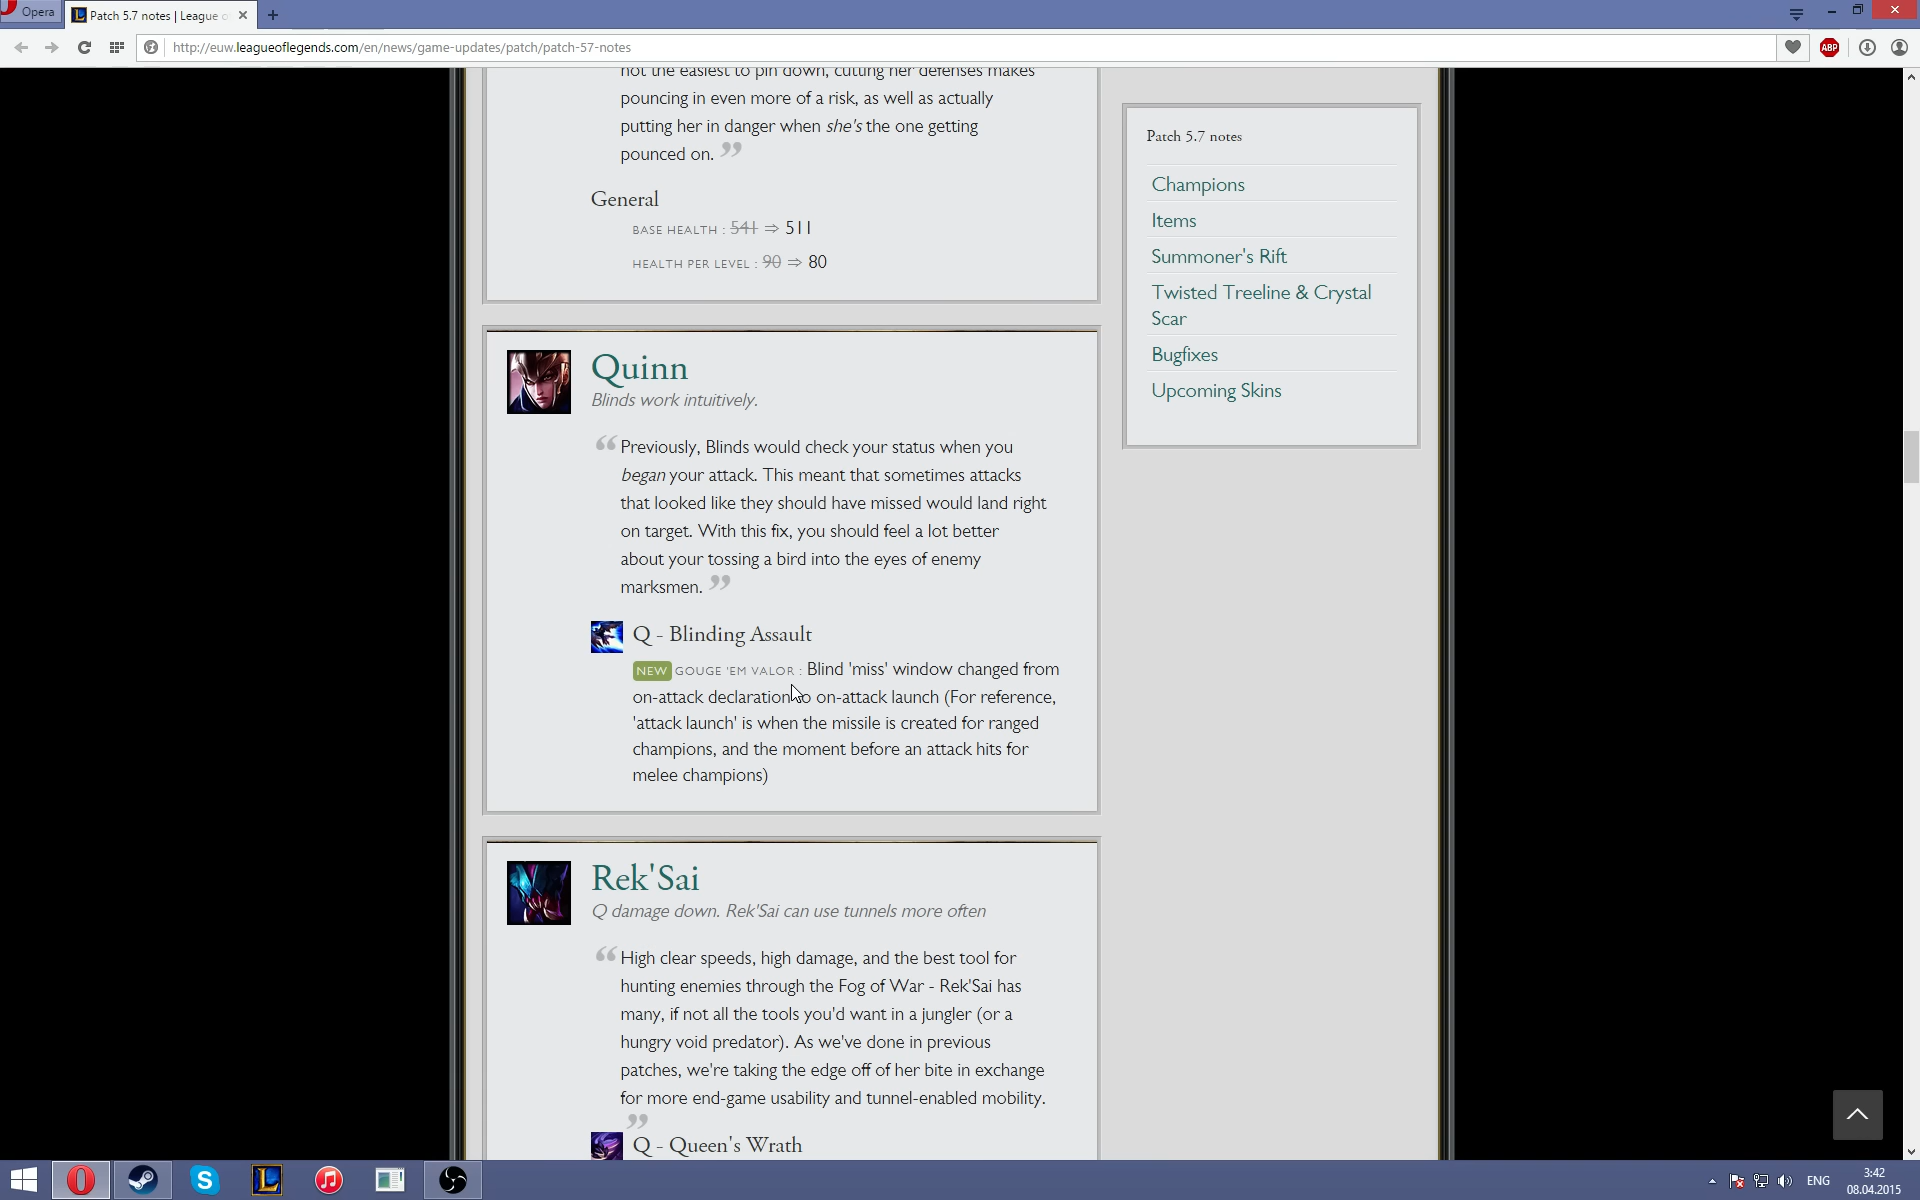 Opera
Patch 5.7 notes | League o
http://euw.leagueoflegends.com/en/news/game-updates/patch/patch-57-notes
ABP
not the easiest to pin down, cutting her defenses makes
pouncing in even more of a risk, as well as actually
putting her in danger when she's the one getting
pounced on. ”
General
BASE HEALTH : 541 ⇒ 511
HEALTH PER LEVEL : 90 ⇒ 80
Quinn
Blinds work intuitively.
“ Previously, Blinds would check your status when you
began your attack. This meant that sometimes attacks
that looked like they should have missed would land right
on target. With this fix, you should feel a lot better
about your tossing a bird into the eyes of enemy
marksmen. ”
Q - Blinding Assault
NEW GOUGE 'EM VALOR : Blind 'miss' window changed from
on-attack declaration to on-attack launch (For reference,
'attack launch' is when the missile is created for ranged
champions, and the moment before an attack hits for
melee champions)
Rek'Sai
Q damage down. Rek'Sai can use tunnels more often
“ High clear speeds, high damage, and the best tool for
hunting enemies through the Fog of War - Rek'Sai has
many, if not all the tools you'd want in a jungler (or a
hungry void predator). As we've done in previous
patches, we're taking the edge off of her bite in exchange
for more end-game usability and tunnel-enabled mobility.
”
Q - Queen's Wrath
Patch 5.7 notes
Champions
Items
Summoner's Rift
Twisted Treeline & Crystal
Scar
Bugfixes
Upcoming Skins
ENG
3:42
08.04.2015